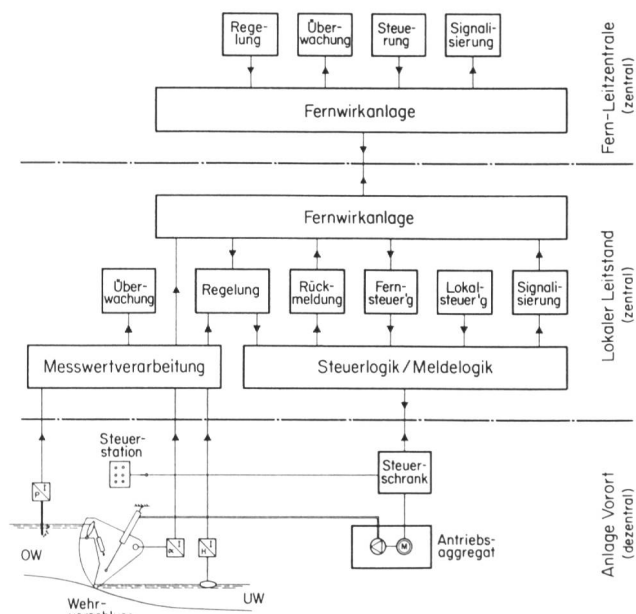 Rege-
lung
Über-
wachung
Steue-
rung
Signali-
sierung
Fernwirkanlage
Fern-Leitzentrale
(zentral)
Fernwirkanlage
Über-
wachung
Regelung
Rück-
meldung
Fern-
steuer'g
Lokal-
steuer'g
Signali-
sierung
Messwertverarbeitung
Steuerlogik/Meldelogik
Lokaler Leitstand
(zentral)
Steuer-
station
Steuer-
schrank
P I
α I
H I
M
Antriebs-
aggregat
OW
UW
Wehr-
Anlage Vorort
(dezentral)